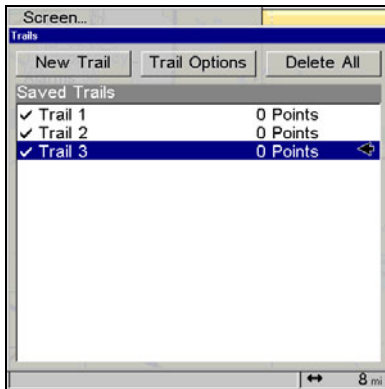 Screen...
Trails
New Trail Trail Options Delete All
Saved Trails
✓ Trail 1 0 Points
✓ Trail 2 0 Points
✓ Trail 3 0 Points
↔ 8 mi